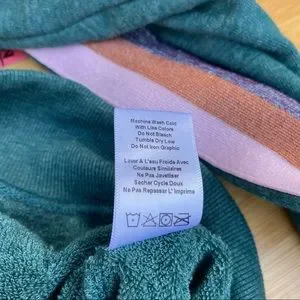 Machine Wash Cold
With Like Colors
Do Not Bleach
Tumble Dry Low
Do Not Iron Graphic
Laver À L'eau Froide Avec
Couleurs Similaires
Ne Pas Javelliser
Sécher Cycle Doux
Ne Pas Repasser L' Imprime